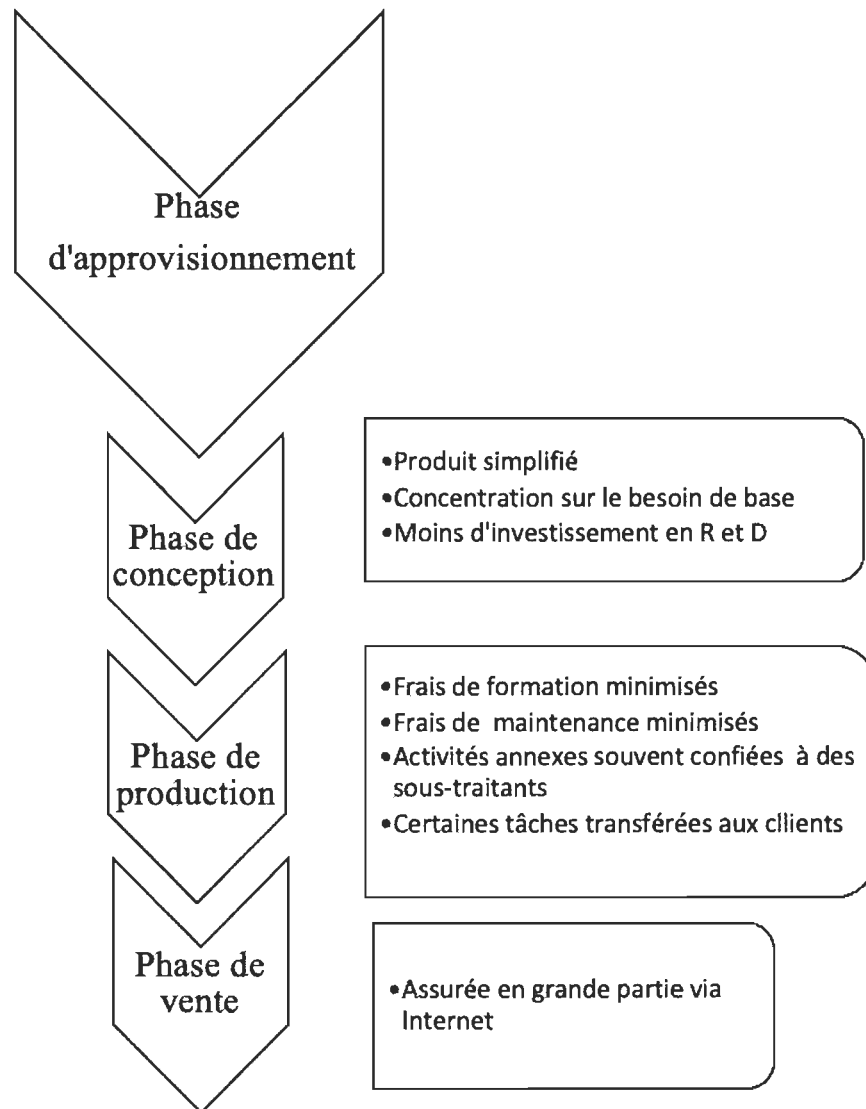 Phase
d'approvisionnement
Phase de
conception
•Produit simplifié
•Concentration sur le besoin de base
•Moins d'investissement en R et D
Phase de
production
•Frais de formation minimisés
•Frais de maintenance minimisés
•Activités annexes souvent confiées à des
sous-traitants
•Certaines tâches transférées aux cllients
Phase de
vente
•Assurée en grande partie via
Internet